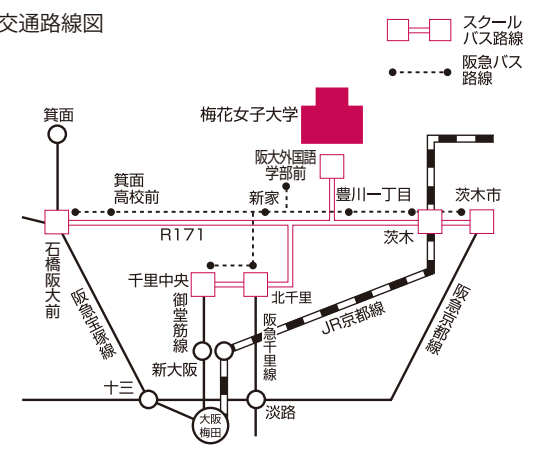 交通路線図
スクール
バス路線
阪急バス
路線
梅花女子大学
箕面
阪大外国語
学部前
箕面
高校前
新家
豊川一丁目
茨木市
R171
茨木
石橋阪大前
千里中央
北千里
阪急宝塚線
御堂筋線
阪急千里線
JR京都線
阪急京都線
新大阪
十三
淡路
大阪
梅田